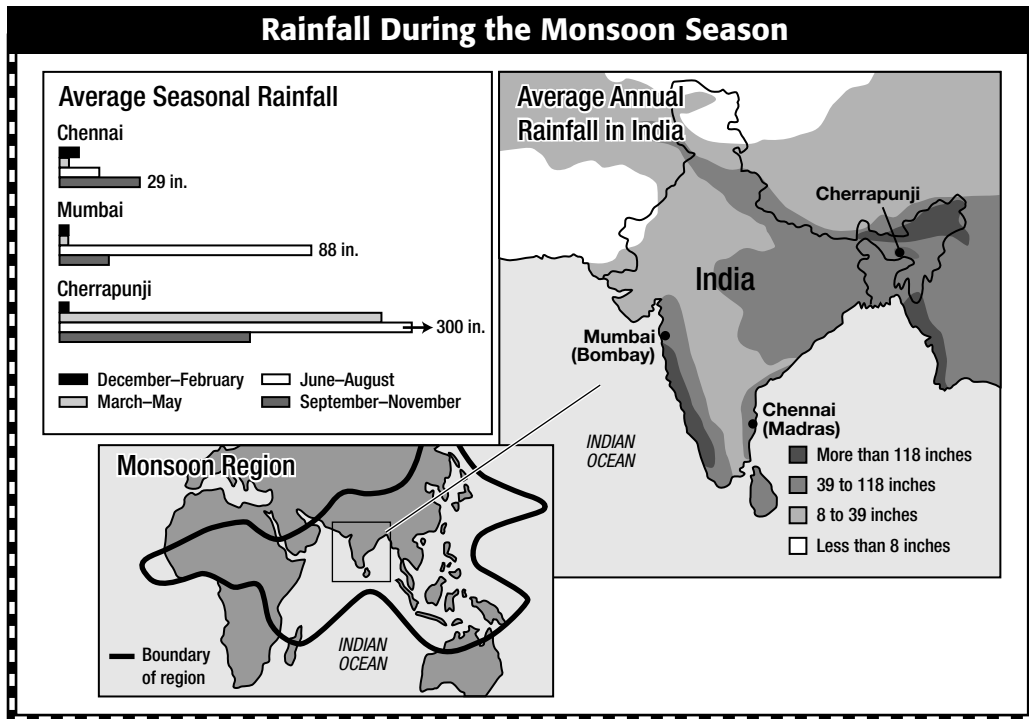 Rainfall During the Monsoon Season
Average Seasonal Rainfall
Chennai
29 in.
Mumbai
88 in.
Cherrapunji
300 in.
December–February
June–August
March–May
September–November
Average Annual
Rainfall in India
Cherrapunji
India
Mumbai
(Bombay)
Chennai
(Madras)
INDIAN
OCEAN
More than 118 inches
39 to 118 inches
8 to 39 inches
Less than 8 inches
Monsoon Region
INDIAN
OCEAN
Boundary
of region